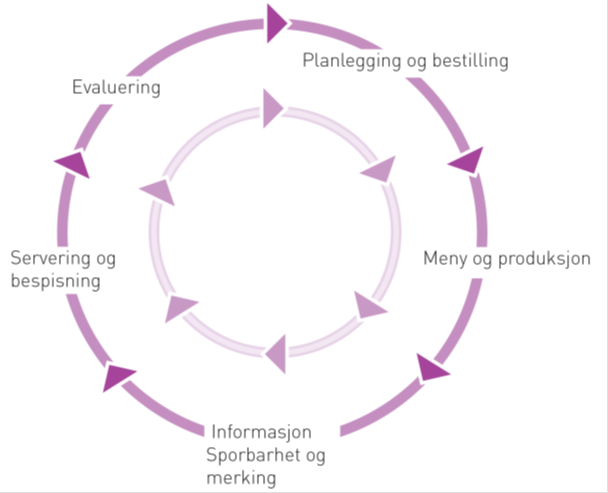 Planlegging og bestilling
Evaluering
Meny og produksjon
Servering og
bespisning
Informasjon
Sporbarhet og
merking